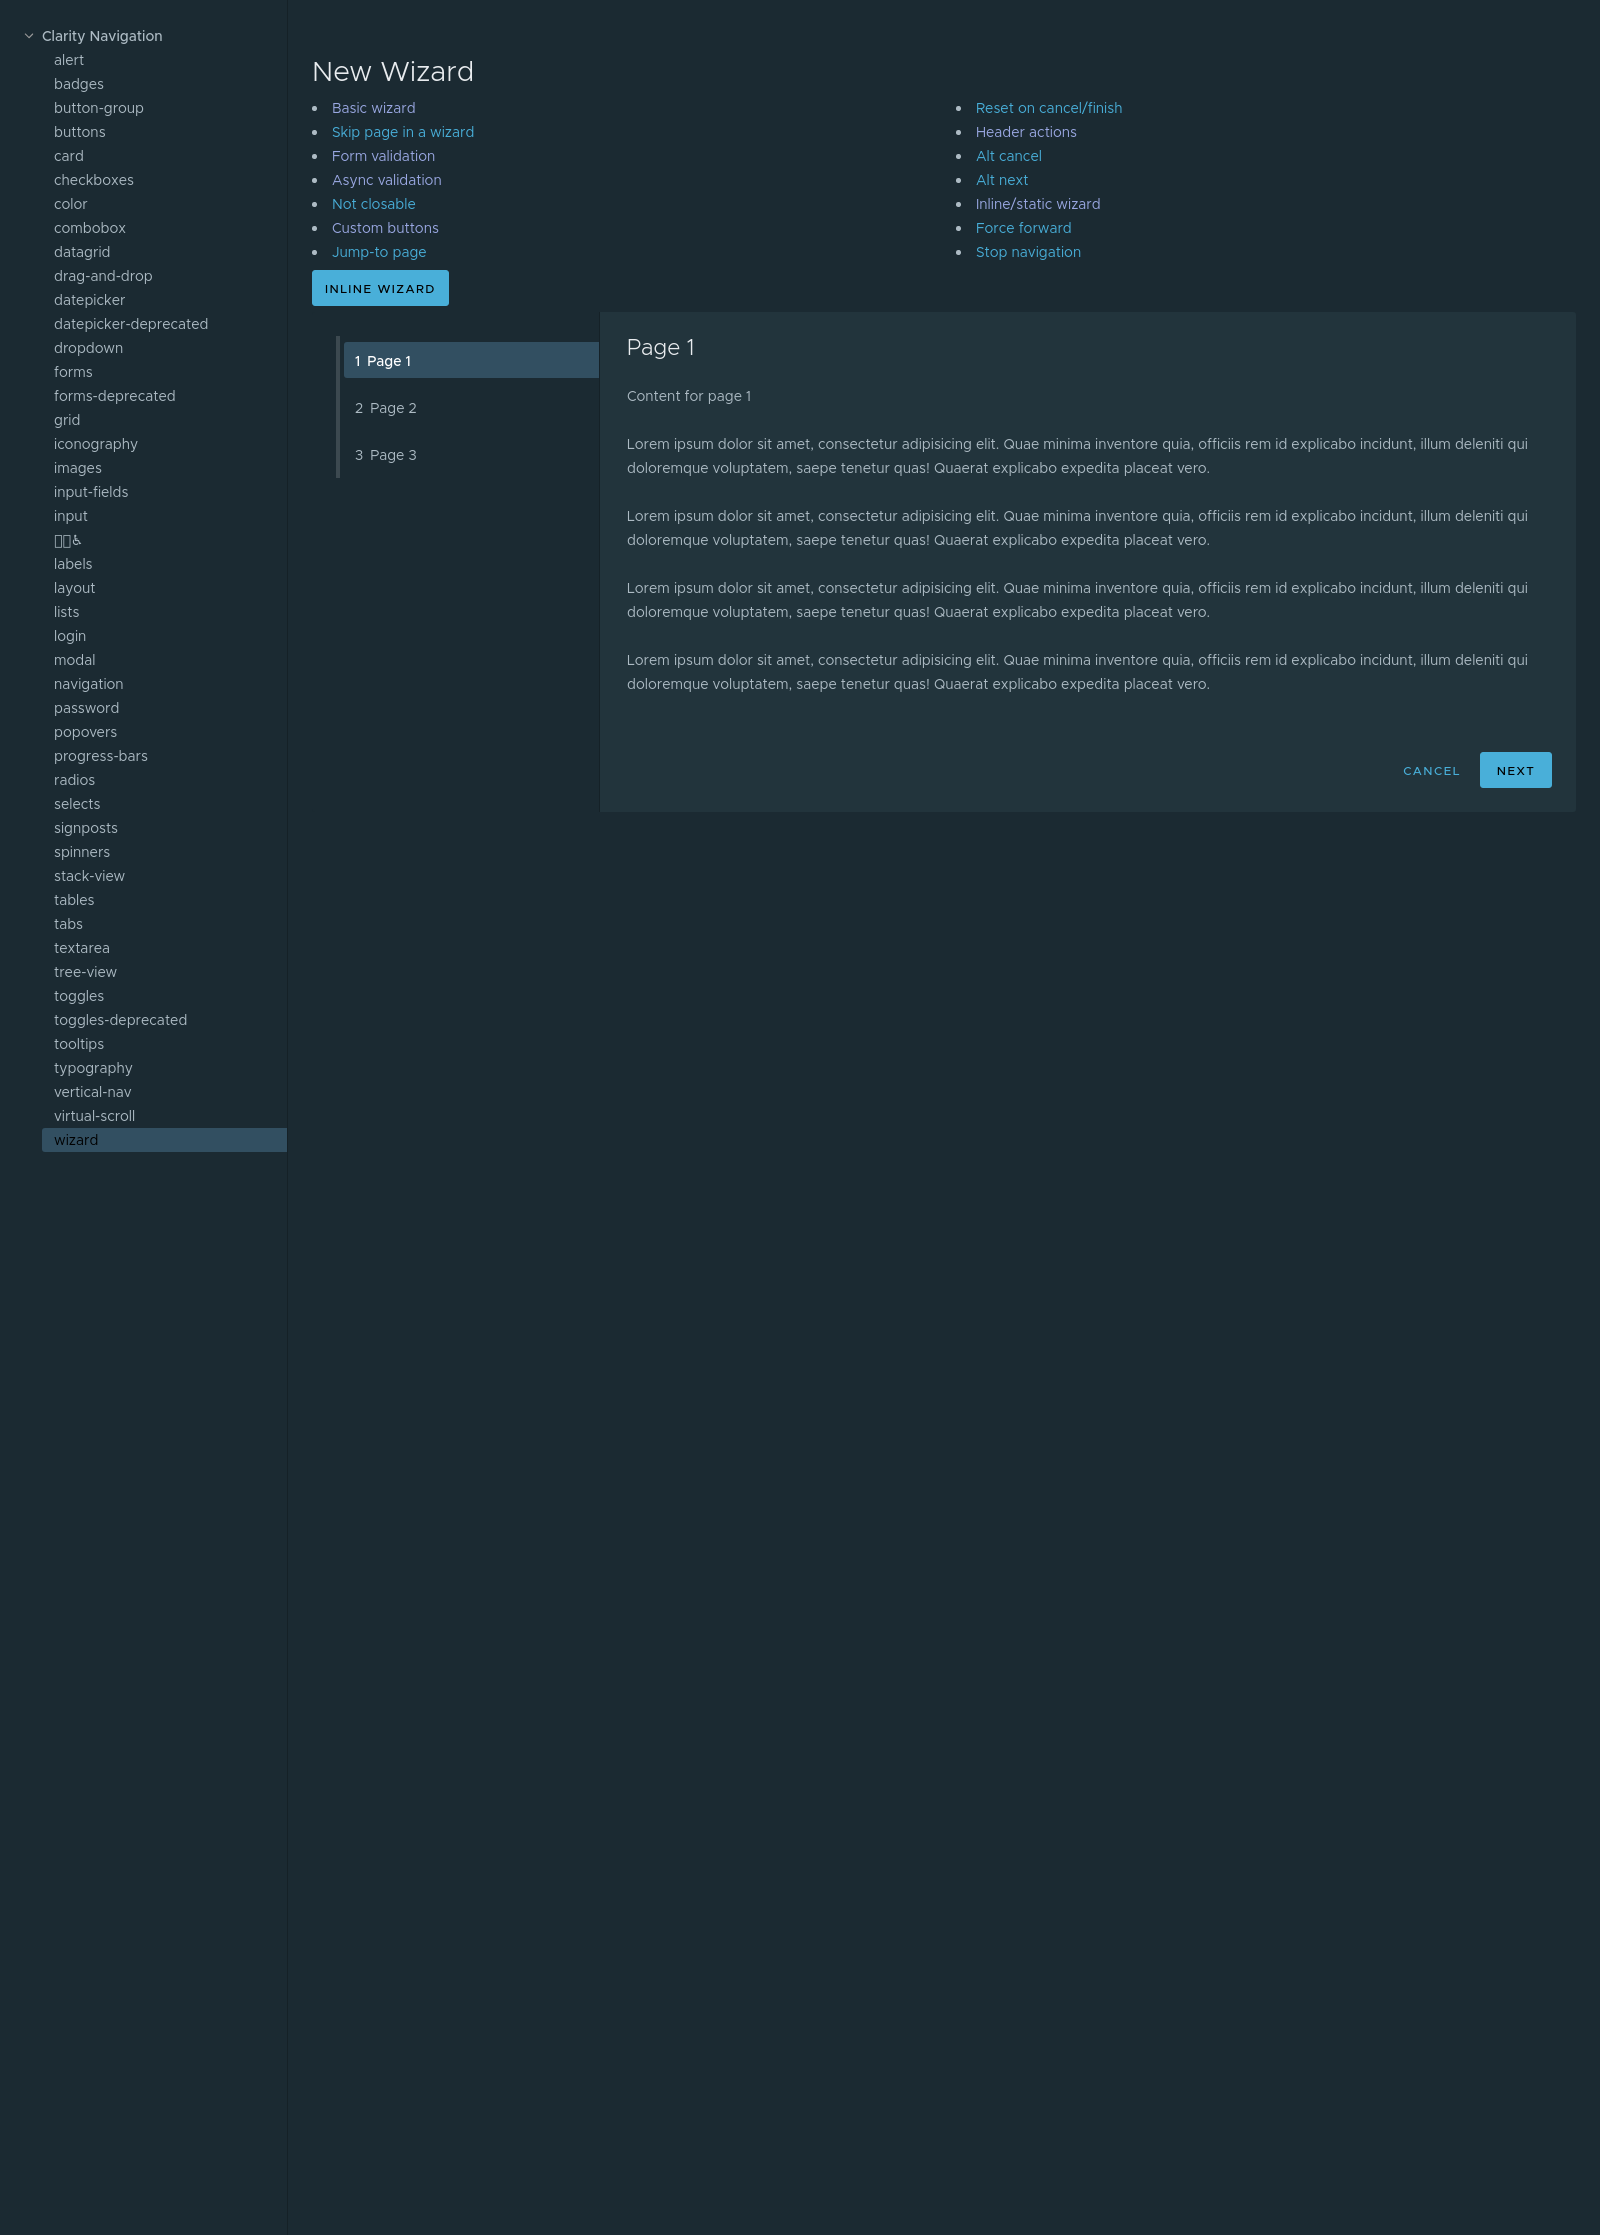 Clarity Navigation
alert
badges
button-group
buttons
card
checkboxes
color
combobox
datagrid
drag-and-drop
datepicker
datepicker-deprecated
dropdown
forms
forms-deprecated
grid
iconography
images
input-fields
input
♿
labels
layout
lists
login
modal
navigation
password
popovers
progress-bars
radios
selects
signposts
spinners
stack-view
tables
tabs
textarea
tree-view
toggles
toggles-deprecated
tooltips
typography
vertical-nav
virtual-scroll
wizard
New Wizard
Basic wizard
Skip page in a wizard
Form validation
Async validation
Not closable
Custom buttons
Jump-to page
Reset on cancel/finish
Header actions
Alt cancel
Alt next
Inline/static wizard
Force forward
Stop navigation
INLINE WIZARD
1 Page 1
2 Page 2
3 Page 3
Page 1
Content for page 1
Lorem ipsum dolor sit amet, consectetur adipisicing elit. Quae minima inventore quia, officiis rem id explicabo incidunt, illum deleniti qui
doloremque voluptatem, saepe tenetur quas! Quaerat explicabo expedita placeat vero.
Lorem ipsum dolor sit amet, consectetur adipisicing elit. Quae minima inventore quia, officiis rem id explicabo incidunt, illum deleniti qui
doloremque voluptatem, saepe tenetur quas! Quaerat explicabo expedita placeat vero.
Lorem ipsum dolor sit amet, consectetur adipisicing elit. Quae minima inventore quia, officiis rem id explicabo incidunt, illum deleniti qui
doloremque voluptatem, saepe tenetur quas! Quaerat explicabo expedita placeat vero.
Lorem ipsum dolor sit amet, consectetur adipisicing elit. Quae minima inventore quia, officiis rem id explicabo incidunt, illum deleniti qui
doloremque voluptatem, saepe tenetur quas! Quaerat explicabo expedita placeat vero.
CANCEL
NEXT